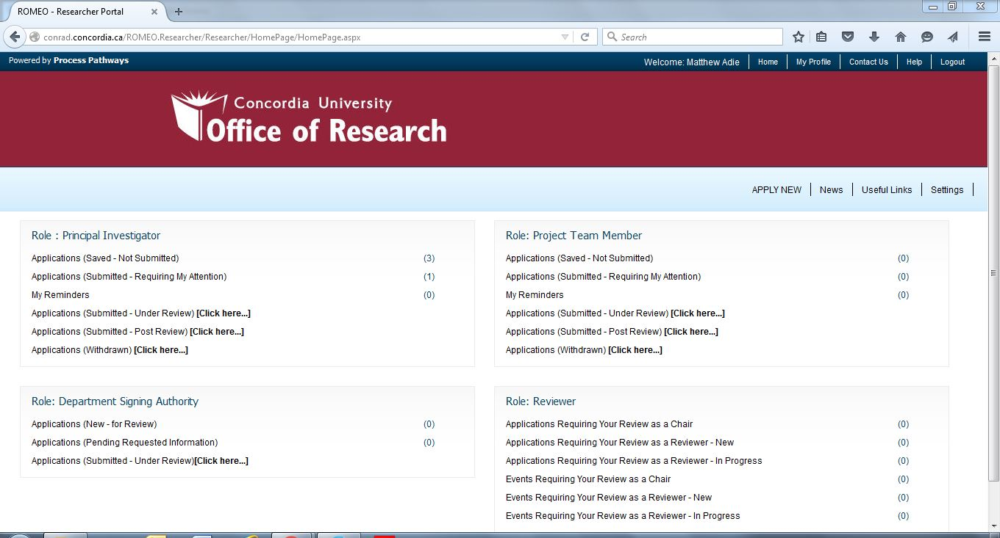 ROMEO - Researcher Portal
conrad.concordia.ca/ROMEO.Researcher/Researcher/HomePage/HomePage.aspx
Search
Powered by Process Pathways
Welcome: Matthew Adie
Home
My Profile
Contact Us
Help
Logout
Concordia University
Office of Research
APPLY NEW
News
Useful Links
Settings
Role : Principal Investigator
Applications (Saved - Not Submitted) (3)
Applications (Submitted - Requiring My Attention) (1)
My Reminders (0)
Applications (Submitted - Under Review) [Click here...]
Applications (Submitted - Post Review) [Click here...]
Applications (Withdrawn) [Click here...]
Role: Project Team Member
Applications (Saved - Not Submitted) (0)
Applications (Submitted - Requiring My Attention) (0)
My Reminders (0)
Applications (Submitted - Under Review) [Click here...]
Applications (Submitted - Post Review) [Click here...]
Applications (Withdrawn) [Click here...]
Role: Department Signing Authority
Applications (New - for Review) (0)
Applications (Pending Requested Information) (0)
Applications (Submitted - Under Review)[Click here...]
Role: Reviewer
Applications Requiring Your Review as a Chair (0)
Applications Requiring Your Review as a Reviewer - New (0)
Applications Requiring Your Review as a Reviewer - In Progress (0)
Events Requiring Your Review as a Chair (0)
Events Requiring Your Review as a Reviewer - New (0)
Events Requiring Your Review as a Reviewer - In Progress (0)